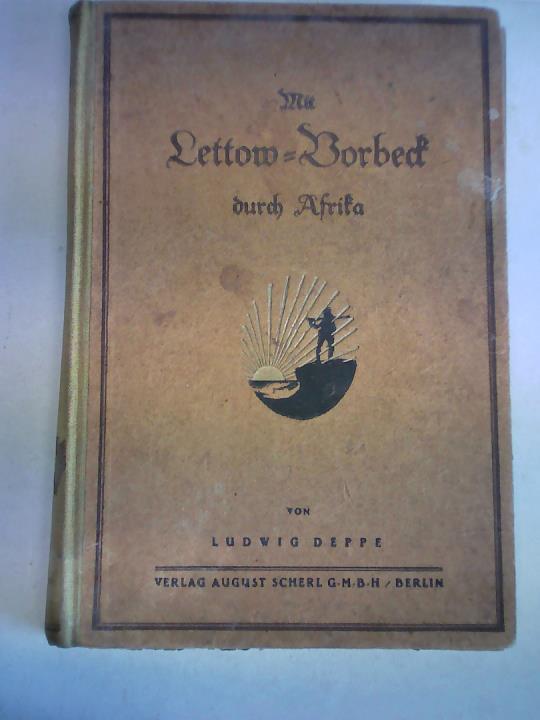 Mit
Lettow=Vorbeck
durch Afrika
VON
LUDWIG DEPPE
VERLAG AUGUST SCHERL G·M·B·H / BERLIN